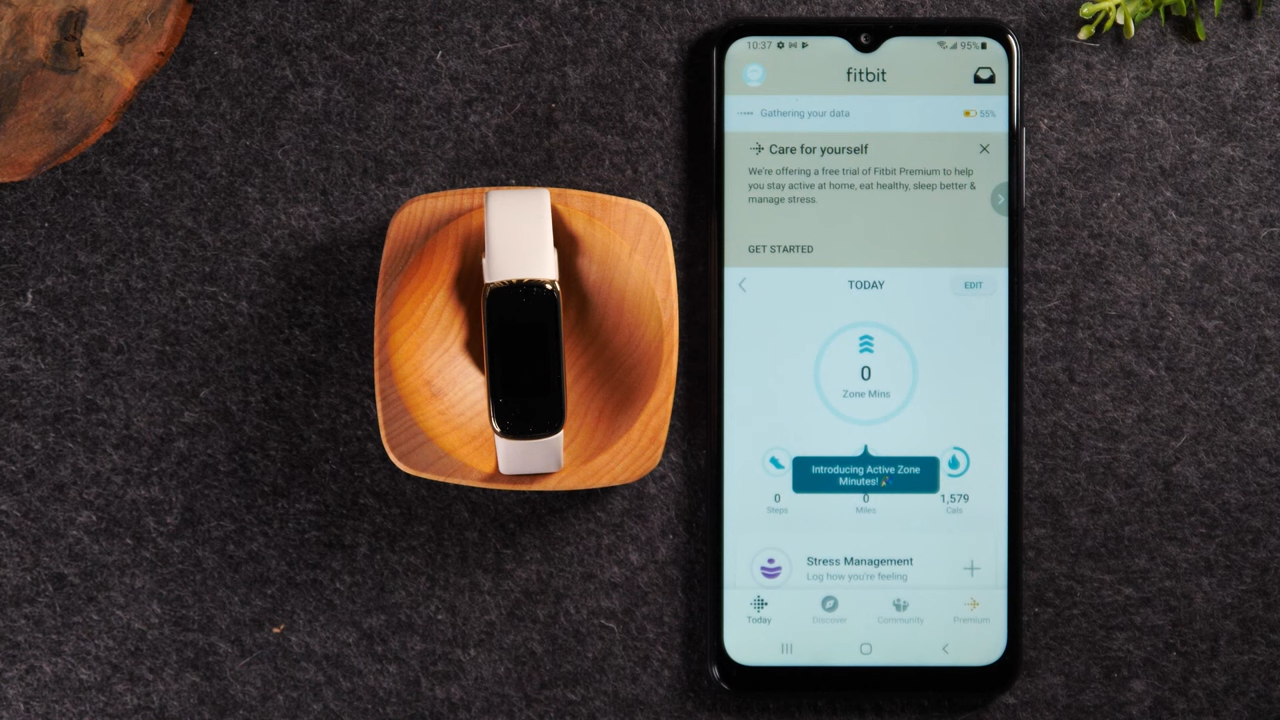 10:37
95%
fitbit
Gathering your data
55%
Care for yourself
We're offering a free trial of Fitbit Premium to help
you stay active at home, eat healthy, sleep better &
manage stress.
GET STARTED
TODAY
EDIT
0
Zone Mins
Introducing Active Zone
Minutes!
0
0
1,579
Steps
Miles
Cals
Stress Management
Log how you're feeling
Today
Discover
Community
Premium